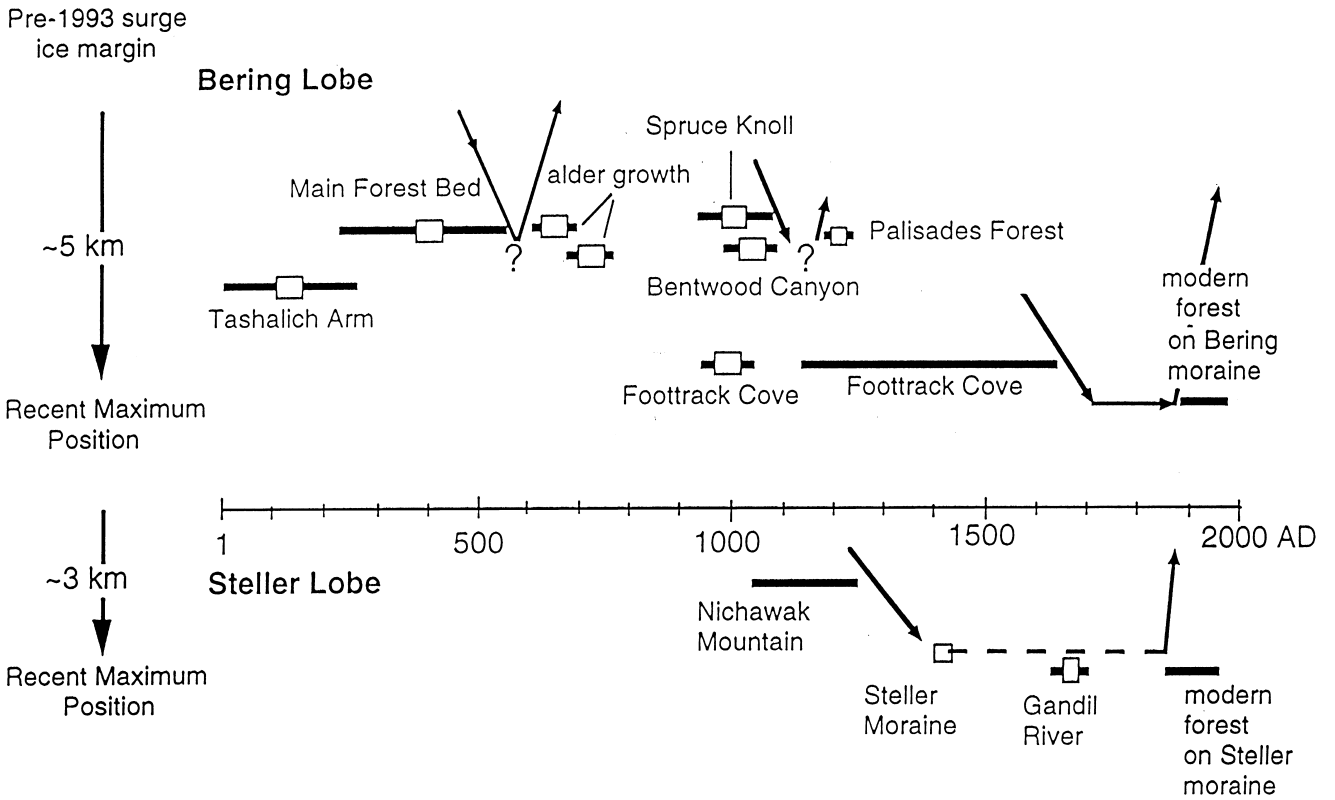 Pre-1993 surge
ice margin
Bering Lobe
Spruce Knoll
Main Forest Bed
alder growth
~5 km
?
?
Palisades Forest
Bentwood Canyon
Tashalich Arm
modern
forest
on Bering
moraine
Foottrack Cove
Foottrack Cove
Recent Maximum
Position
1
500
1000
1500
2000 AD
~3 km
Steller Lobe
Nichawak
Mountain
Recent Maximum
Position
Steller
Moraine
Gandil
River
modern
forest
on Steller
moraine